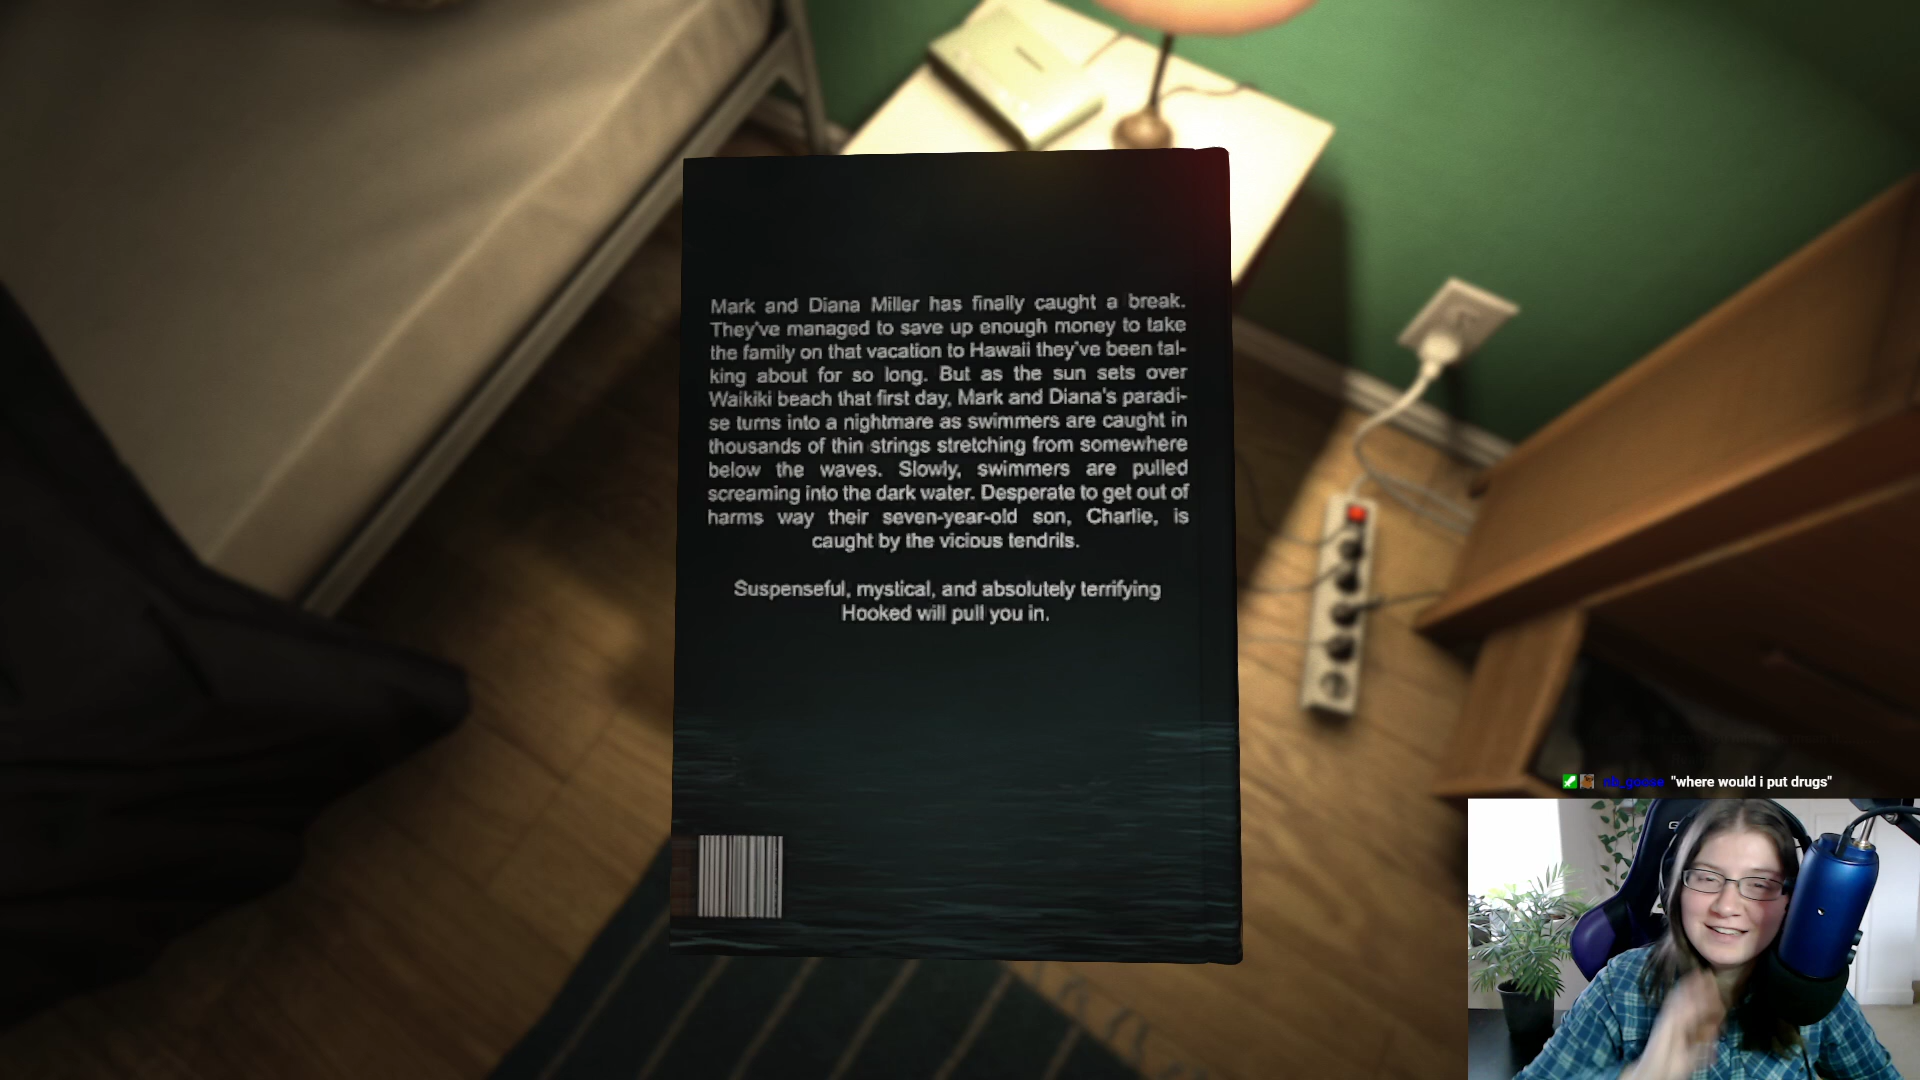 Mark and Diana Miller has finally caught a break.
They've managed to save up enough money to take
the family on that vacation to Hawaii they've been tal-
king about for so long. But as the sun sets over
Waikiki beach that first day, Mark and Diana's paradi-
se turns into a nightmare as swimmers are caught in
thousands of thin strings stretching from somewhere
below the waves. Slowly, swimmers are pulled
screaming into the dark water. Desperate to get out of
harms way their seven-year-old son, Charlie, is
caught by the vicious tendrils.
Suspenseful, mystical, and absolutely terrifying
Hooked will pull you in.
"where would i put drugs"